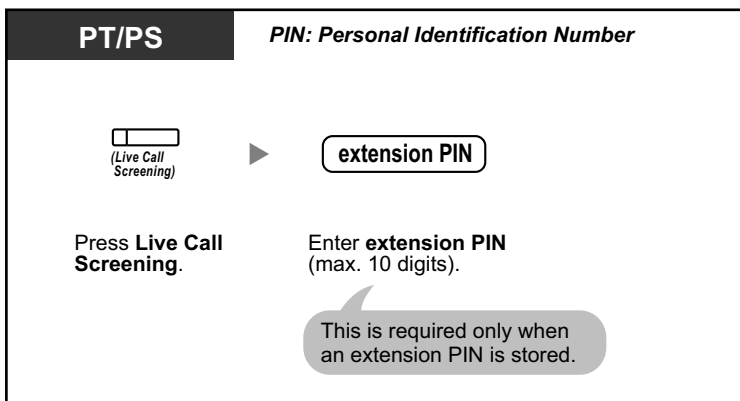 PT/PS
PIN: Personal Identification Number
(Live Call
Screening)
extension PIN
Press Live Call
Screening.
Enter extension PIN
(max. 10 digits).
This is required only when
an extension PIN is stored.